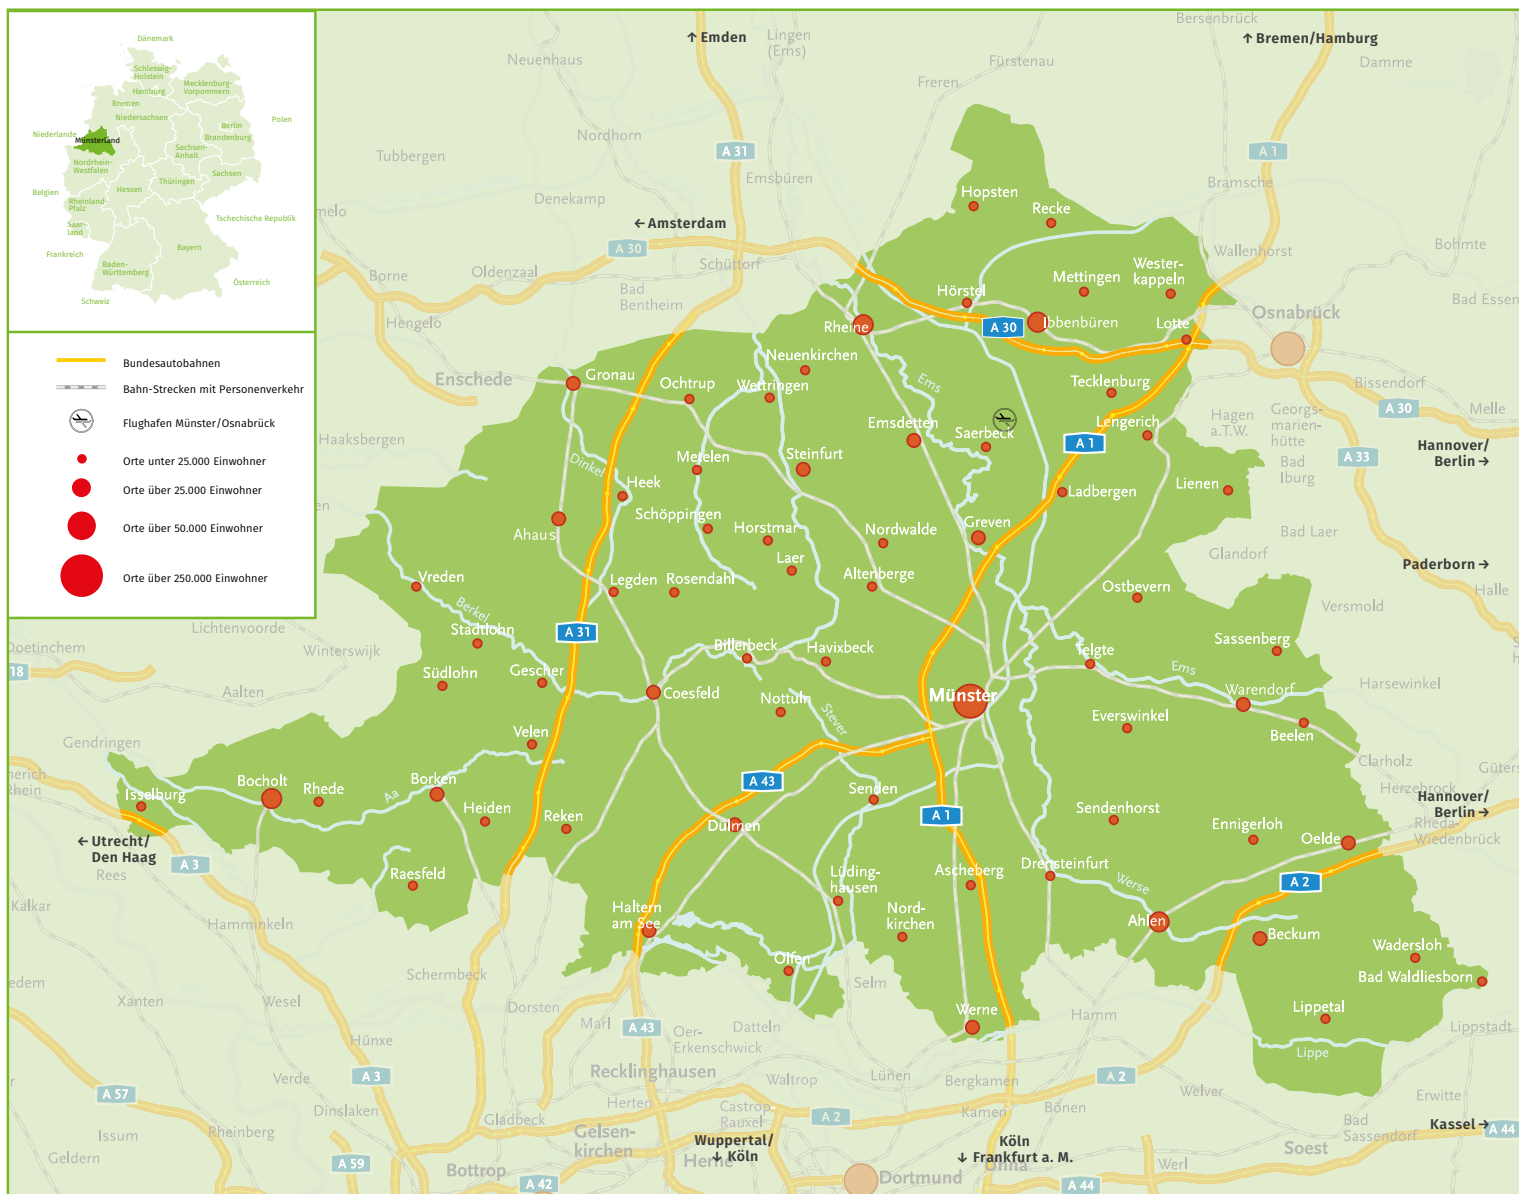 Dänemark
Schleswig-
Holstein
Hamburg
Mecklenburg-
Vorpommern
Bremen
Niedersachsen
Berlin
Brandenburg
Polen
Niederlande
Münsterland
Sachsen-
Anhalt
Nordrhein-
Westfalen
Thüringen
Sachsen
Hessen
Belgien
Rheinland-
Pfalz
Saar-
land
Tschechische Republik
Frankreich
Bayern
Baden-
Württemberg
Österreich
Schweiz
Bundesautobahnen
Bahn-Strecken mit Personenverkehr
Flughafen Münster/Osnabrück
Orte unter 25.000 Einwohner
Orte über 25.000 Einwohner
Orte über 50.000 Einwohner
Orte über 250.000 Einwohner
↑ Emden
Lingen
(Ems)
Bersenbrück
↑ Bremen/Hamburg
Damme
Neuenhaus
Fürstenau
Freren
Nordhorn
A 31
A 1
Tubbergen
Emsbüren
Bramsche
Denekamp
melo
← Amsterdam
A 30
Hopsten
Recke
Wallenhorst
Bohmte
Borne
Oldenzaal
Schüttorf
Bad
Bentheim
Mettingen
Wester-
kappeln
Hörstel
Bad Essen
Hengelo
Rheine
A 30
Ibbenbüren
Lotte
Osnabrück
Enschede
Gronau
Ochtrup
Neuenkirchen
Wettringen
Ems
Tecklenburg
Bissendorf
A 30
Melle
Haaksbergen
Emsdetten
Saerbeck
A 1
Lengerich
Hagen
a.T.W.
Georgs-
marien-
hütte
Hannover/
Berlin →
A 33
Bad
Iburg
Dinkel
Heek
Metelen
Steinfurt
Ladbergen
Lienen
Ahaus
Schöppingen
Horstmar
Nordwalde
Greven
Bad Laer
Glandorf
Laer
Altenberge
Paderborn →
Halle
Vreden
Legden
Rosendahl
Ostbevern
Versmold
Berkel
Lichtenvoorde
Doetinchem
Winterswijk
Stadtlohn
A 31
Billerbeck
Havixbeck
Telgte
Sassenberg
18
Aalten
Südlohn
Gescher
Coesfeld
Nottuln
Münster
Ems
Warendorf
Harsewinkel
Stever
Everswinkel
Beelen
Gendringen
Velen
Clarholz
Herzebrock
Güters
A 43
Isselburg
Bocholt
Rhede
Aa
Borken
Heiden
Reken
Senden
A 1
Sendenhorst
Ennigerloh
Oelde
Hannover/
Berlin →
Rheda-
Wiedenbrück
Dülmen
← Utrecht/
Den Haag
Rees
A 3
Raesfeld
Lüding-
hausen
Ascheberg
Drensteinfurt
Werse
A 2
Kalkar
Hamminkeln
Haltern
am See
Nord-
kirchen
Ahlen
Beckum
Wadersloh
Bad Waldliesborn
Schermbeck
Olfen
Selm
edem
Xanten
Wesel
Dorsten
Marl
A 43
Oer-
Erkenschwick
Datteln
Werne
Hamm
Lippetal
Lippstadt
Hünxe
Lippe
Recklinghausen
Waltrop
Lünen
Bergkamen
A 2
Welver
Erwitte
Verde
A 3
A 57
Dinslaken
Herten
Castrop-
Rauxel
A 2
Kamen
Bönen
Bad
Sassendorf
Kassel →
A 44
Issum
Rheinberg
Gladbeck
Gelsen-
kirchen
Wuppertal/
↓ Köln
Herne
Köln
↓ Frankfurt a. M.
Unna
Soest
Geldern
A 59
Bottrop
A 42
Dortmund
A 44
Werl